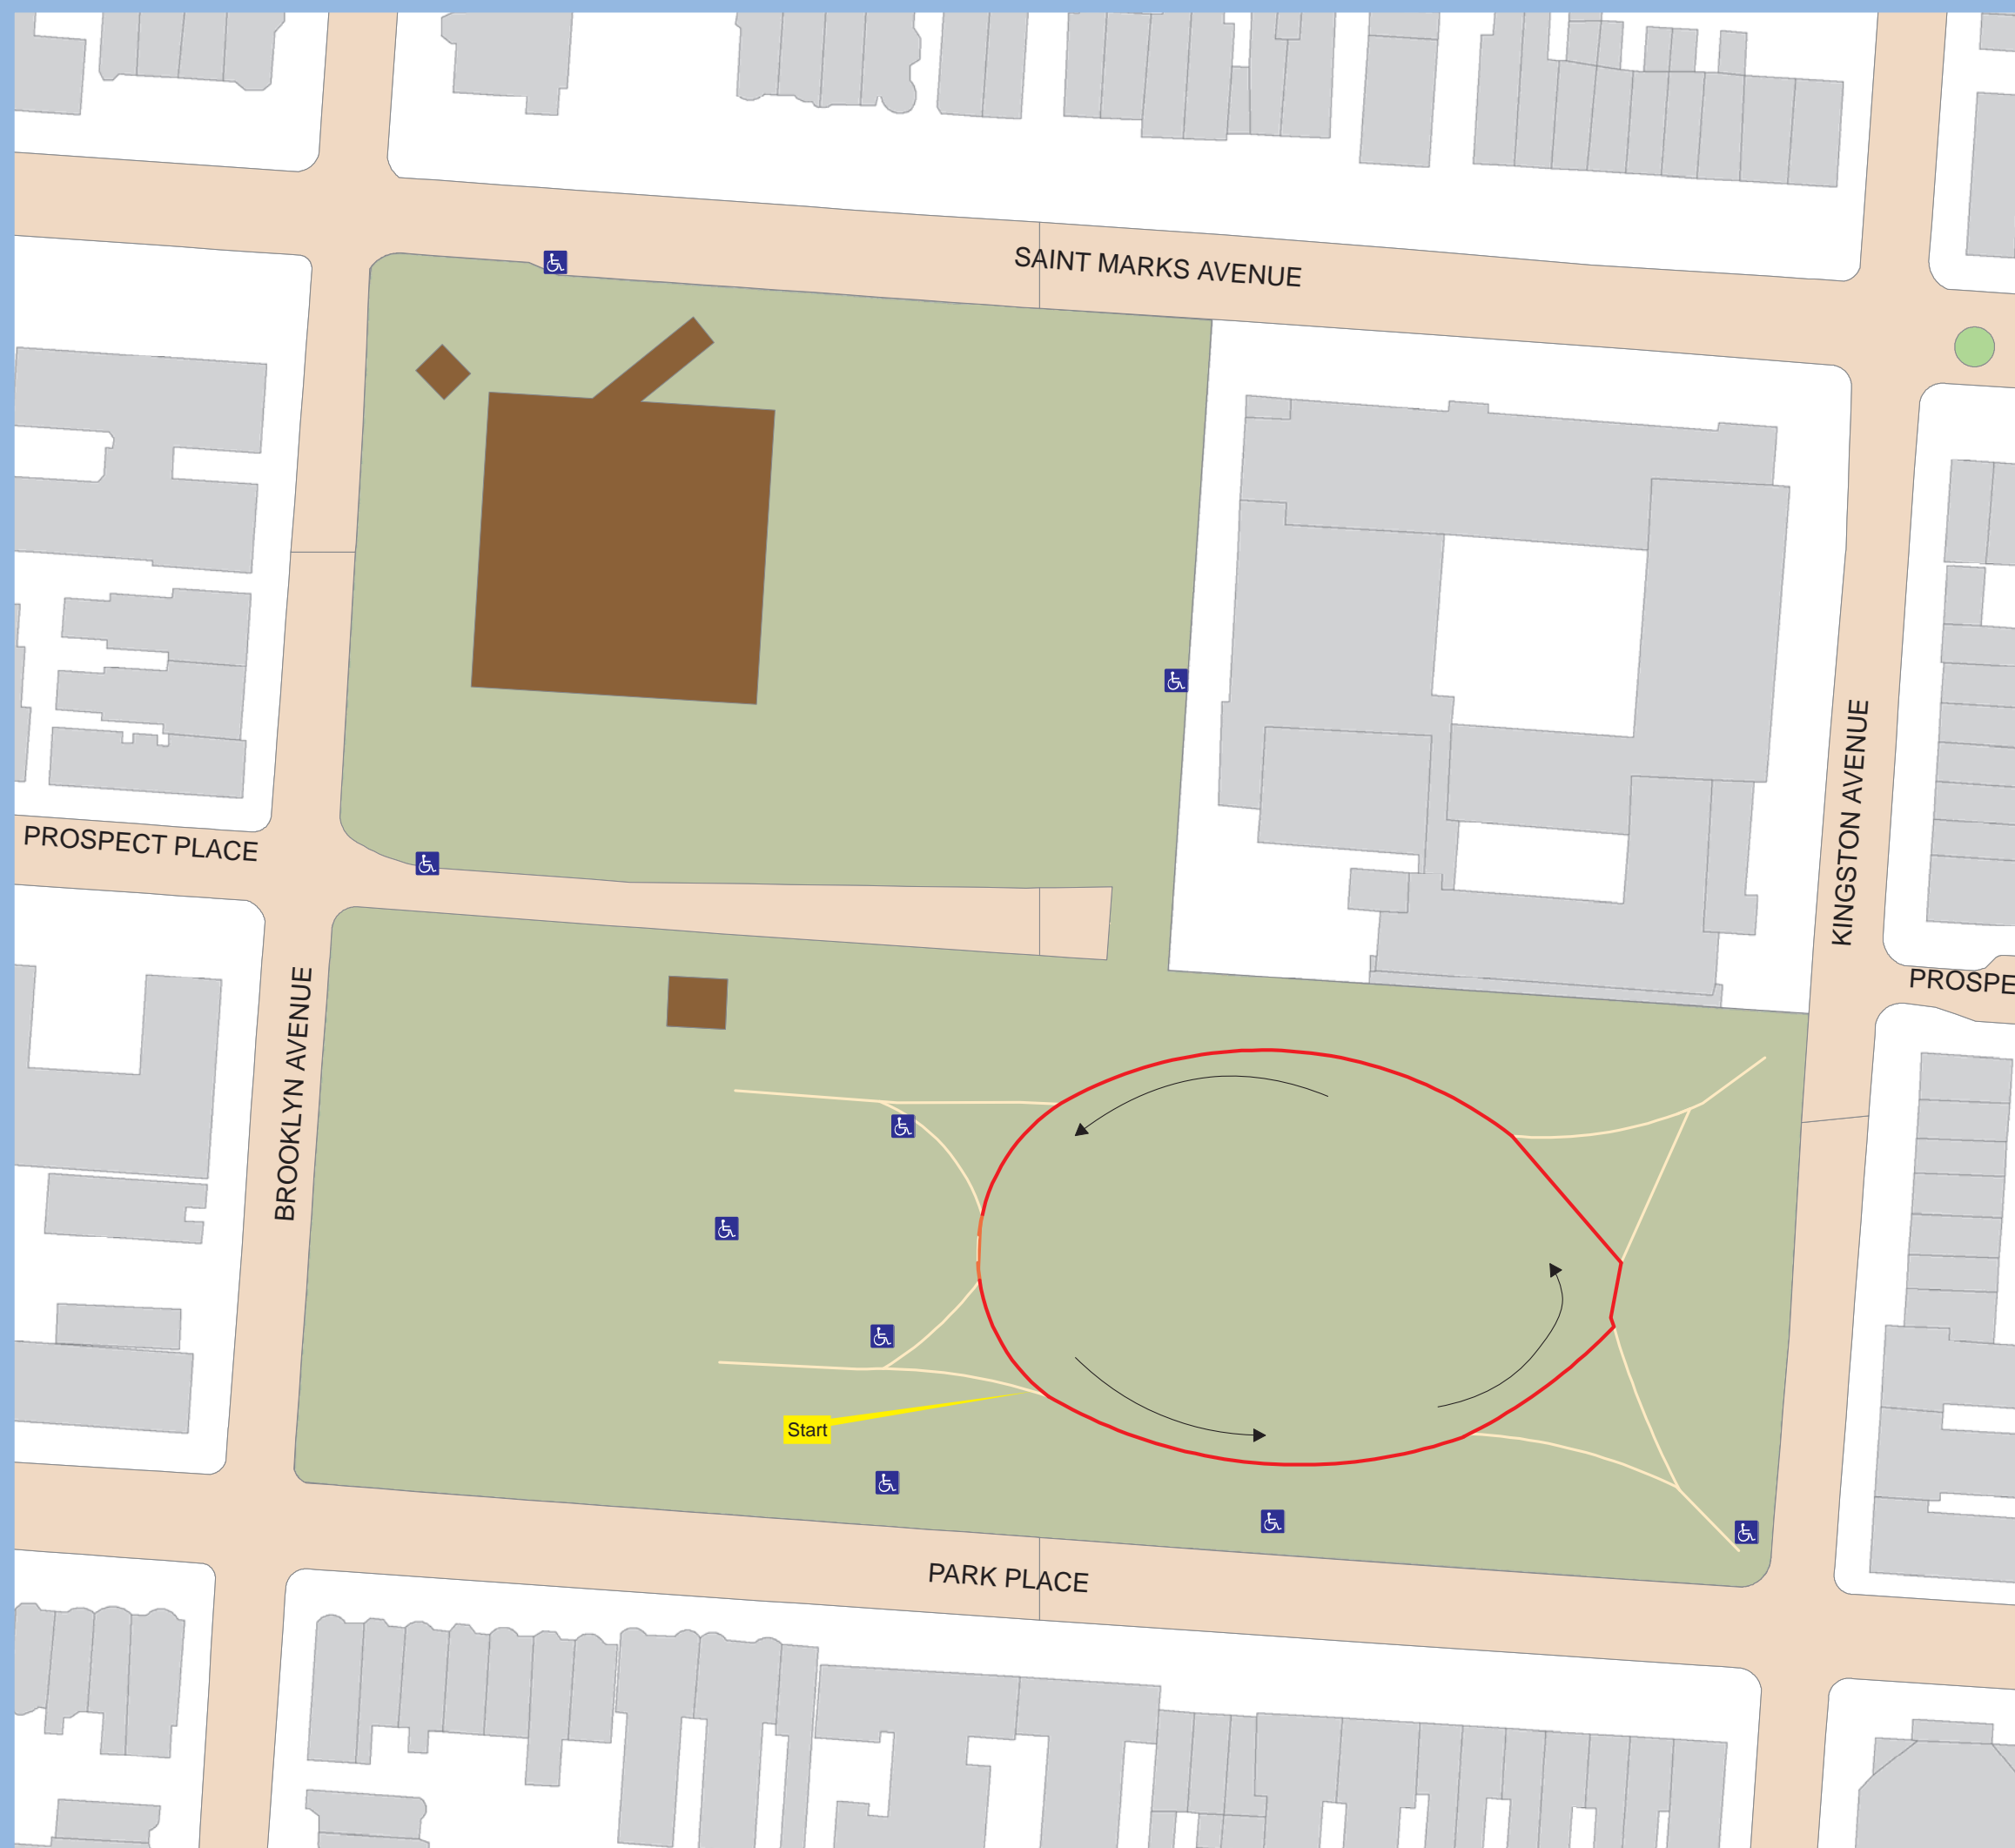 SAINT MARKS AVENUE
PROSPECT PLACE
KINGSTON AVENUE
PROSPE
BROOKLYN AVENUE
Start
PARK PLACE